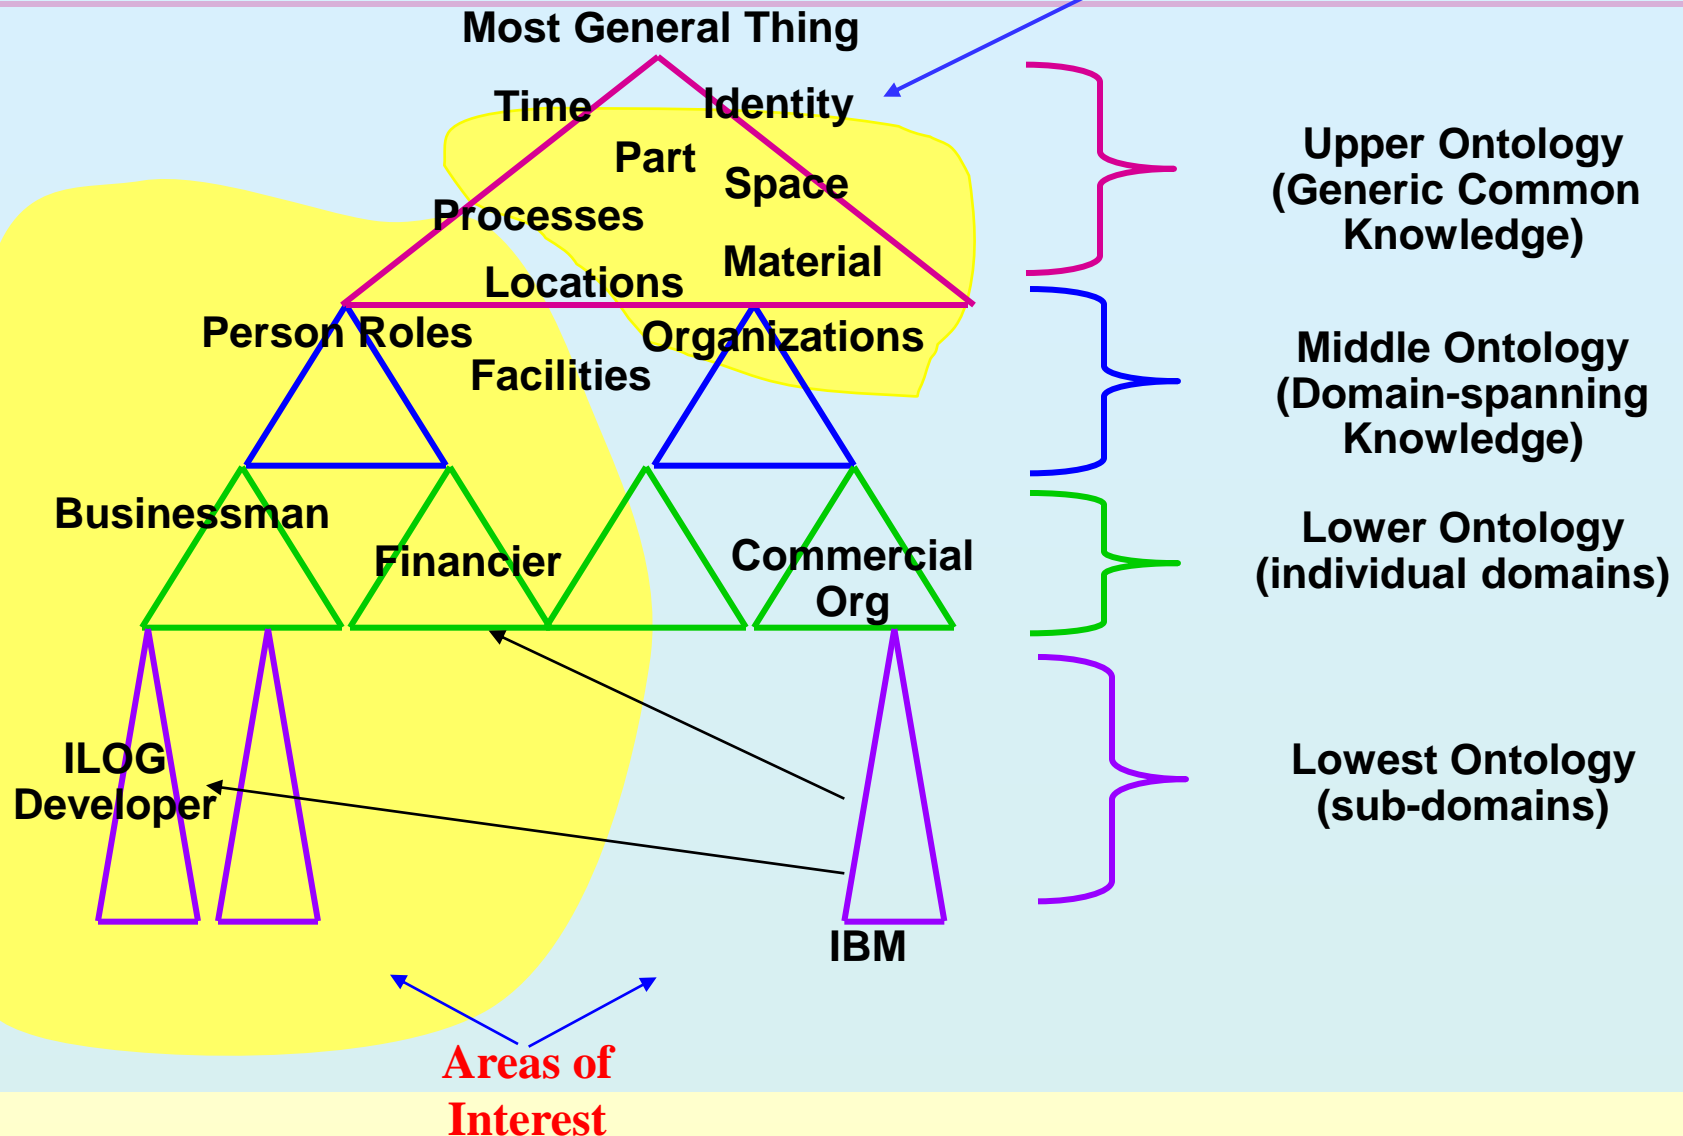 Most General Thing
Time
Identity
Part
Space
Processes
Material
Locations
Person Roles
Organizations
Facilities
Businessman
Financier
Commercial
Org
ILOG
Developer
IBM
Areas of
Interest
Upper Ontology
(Generic Common
Knowledge)
Middle Ontology
(Domain-spanning
Knowledge)
Lower Ontology
(individual domains)
Lowest Ontology
(sub-domains)